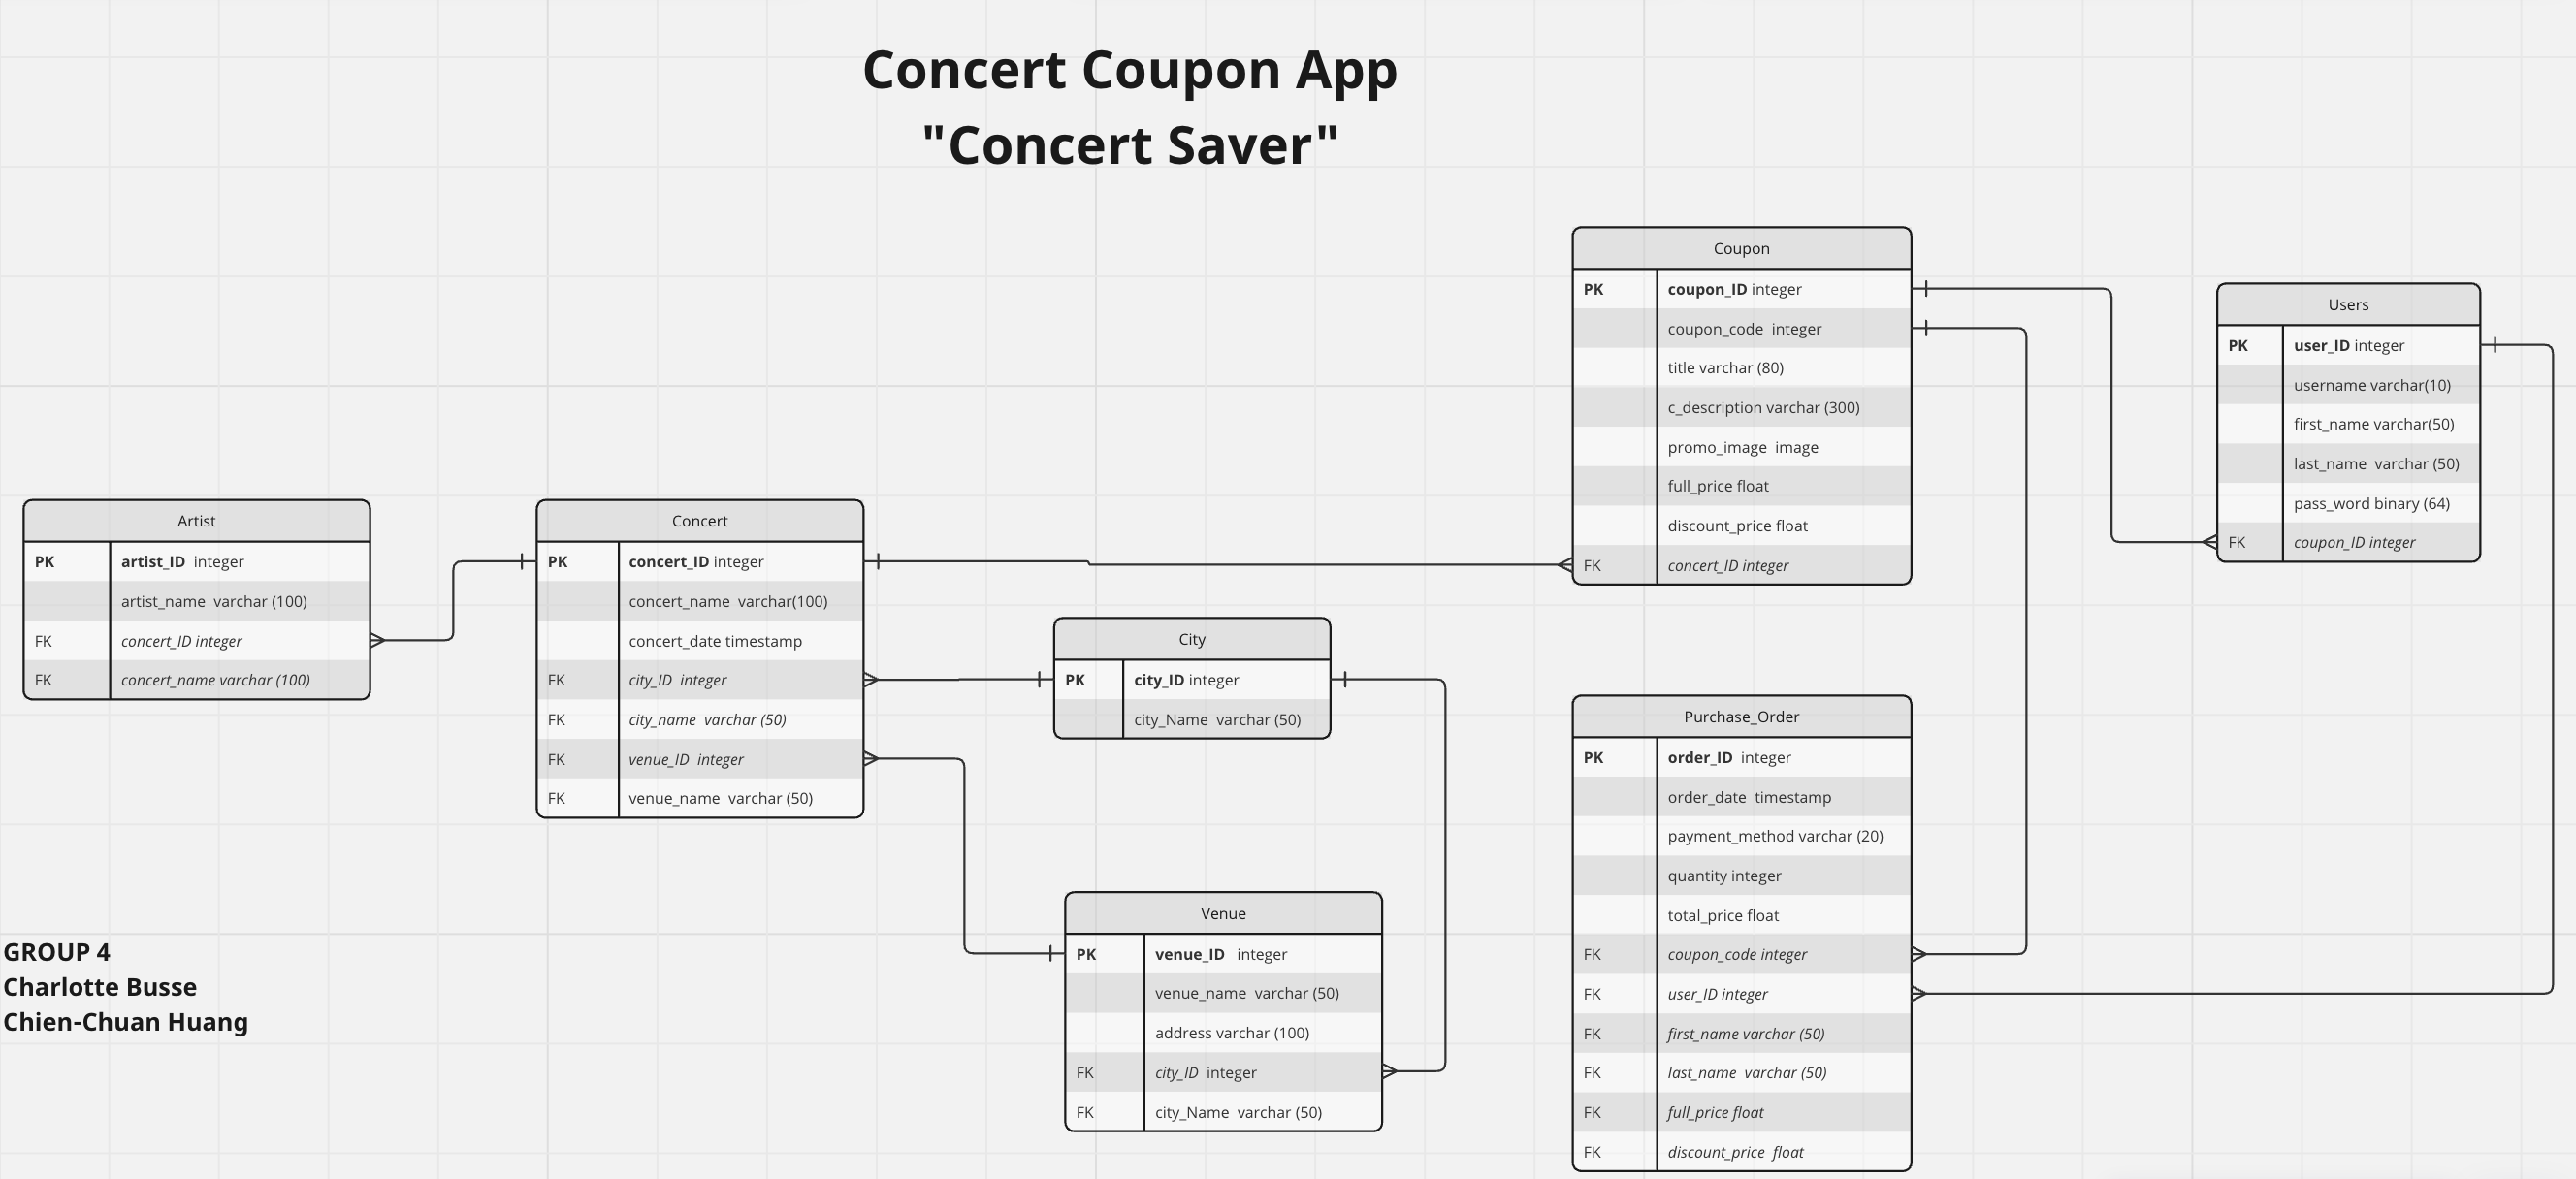 Concert Coupon App
"Concert Saver"
Coupon
PK coupon_ID integer
coupon_code integer
title varchar (80)
c_description varchar (300)
promo_image image
full_price float
discount_price float
FK concert_ID integer
Users
PK user_ID integer
username varchar(10)
first_name varchar(50)
last_name varchar (50)
pass_word binary (64)
FK coupon_ID integer
Artist
PK artist_ID integer
artist_name varchar (100)
FK concert_ID integer
FK concert_name varchar (100)
Concert
PK concert_ID integer
concert_name varchar(100)
concert_date timestamp
FK city_ID integer
FK city_name varchar (50)
FK venue_ID integer
FK venue_name varchar (50)
City
PK city_ID integer
city_Name varchar (50)
Purchase_Order
PK order_ID integer
order_date timestamp
payment_method varchar (20)
quantity integer
total_price float
FK coupon_code integer
FK user_ID integer
FK first_name varchar (50)
FK last_name varchar (50)
FK full_price float
FK discount_price float
Venue
PK venue_ID integer
venue_name varchar (50)
address varchar (100)
FK city_ID integer
FK city_Name varchar (50)
GROUP 4
Charlotte Busse
Chien-Chuan Huang